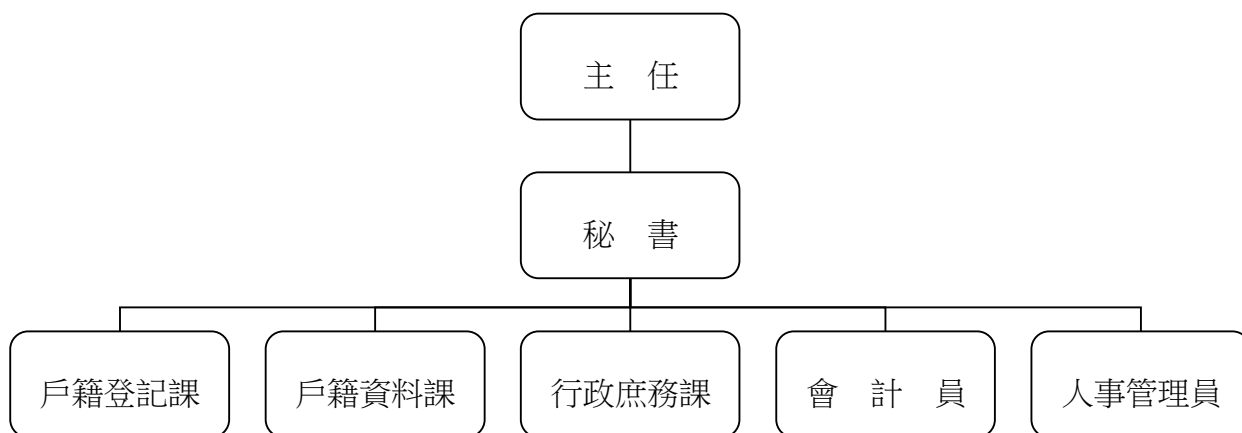 主　任
秘　書
戶籍登記課
戶籍資料課
行政庶務課
會　計　員
人事管理員